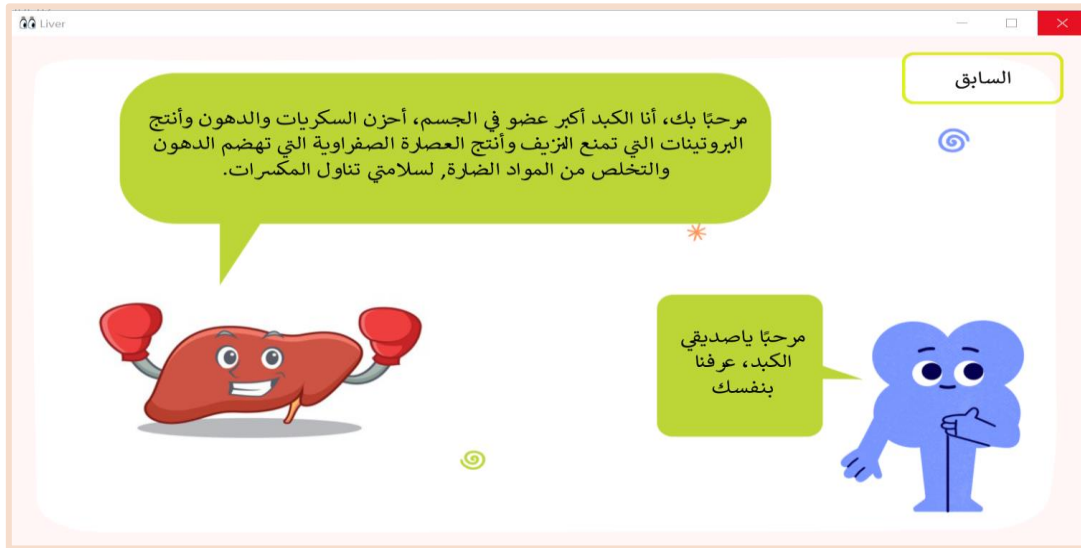 Liver
السابق
مرحبًا بك، أنا الكبد أكبر عضو في الجسم، أحزن السكريات والدهون وأنتج
البروتينات التي تمنع النزيف وأنتج العصارة الصفراوية التي تهضم الدهون
والتخلص من المواد الضارة, لسلامتي تناول المكسرات.
مرحبًا ياصديقي
الكبد، عرفنا
بنفسك